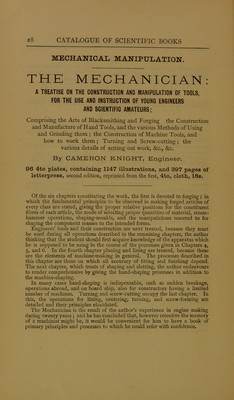 28 CATALOGUE OF SCIENTIFIC BOOKS
MECHANICAL MANIPULATION.
THE MECHANICIAN:
A TREATISE ON THE CONSTRUCTION AND MANIPULATION OF TOOLS,
FOR THE USE AND INSTRUCTION OF YOUNG ENGINEERS
AND SCIENTIFIC AMATEURS;
Comprising the Arts of Blacksmithing and Forging the Construction
and Manufacture of Hand Tools, and the various Methods of Using
and Grinding them; the Construction of Machine Tools, and
how to work them; Turning and Screw-cutting; the
various details of setting out work, &c., &c.
By CAMERON KNIGHT, Engineer.
96 4to plates, containing 1147 illustrations, and 397 pages of
letterpress, second edition, reprinted from the first, 4to, cloth, 18s.
Of the six chapters constituting the work, the first is devoted to forging; in
which the fundamental principles to be observed in making forged articles of
every class are stated, giving the proper relative positions for the constituent
fibres of each article, the mode of selecting proper quantities of material, steam-
hammer operations, shaping-moulds, and the manipulations resorted to for
shaping the component masses to the intended forms.
Engineers' tools and their construction are next treated, because they must
be used during all operations described in the remaining chapters, the author
thinking that the student should first acquire knowledge of the apparatus which
he is supposed to be using in the course of the processes given in Chapters 4,
5, and 6. In the fourth chapter planing and lining are treated, because these
are the elements of machine-making in general. The processes described in
this chapter are those on which all accuracy of fitting and finishing depend.
The next chapter, which treats of shaping and slotting, the author endeavours
to render comprehensive by giving the hand-shaping processes in addition to
the machine-shaping.
In many cases hand-shaping is indispensable, such as sudden breakage,
operations abroad, and on board ship, also for constructors having a limited
number of machines. Turning and screw-cutting occupy the last chapter. In
this, the operations for lining, centering, turning, and screw-forming are
detailed and their principles elucidated.
The Mechanician is the result of the author's experience in engine making
during twenty years; and he has concluded that, however retentive the memory
of a machinist might be, it would be convenient for him to have a book of
primary principles and processes to which he could refer with confidence.